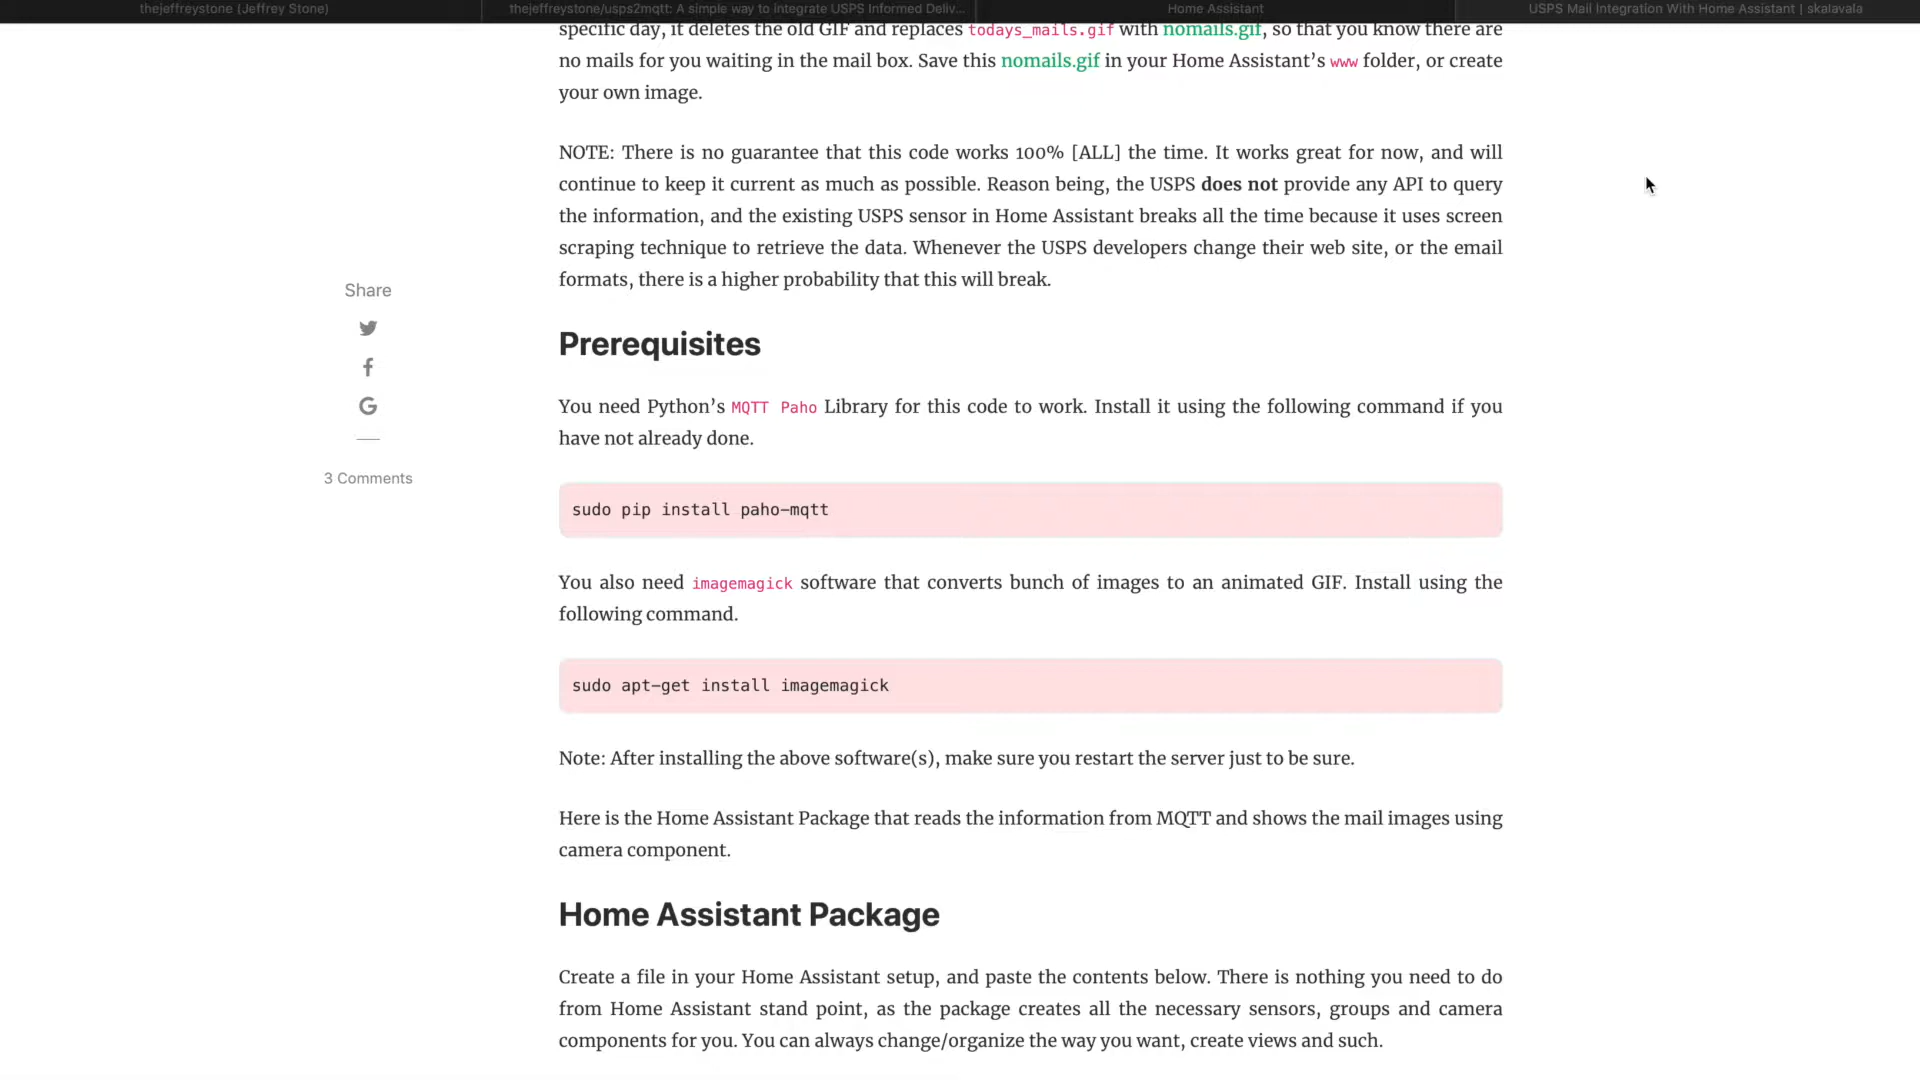 thejeffreystone (Jeffrey Stone)
thejeffreystone/usps2mqtt: A simple way to integrate USPS Informed Deliv...
Home Assistant
USPS Mail Integration With Home Assistant | skalavala
specific day, it deletes the old GIF and replaces todays_mails.gif with nomails.gif, so that you know there are
no mails for you waiting in the mail box. Save this nomails.gif in your Home Assistant’s www folder, or create
your own image.
NOTE: There is no guarantee that this code works 100% [ALL] the time. It works great for now, and will
continue to keep it current as much as possible. Reason being, the USPS does not provide any API to query
the information, and the existing USPS sensor in Home Assistant breaks all the time because it uses screen
scraping technique to retrieve the data. Whenever the USPS developers change their web site, or the email
formats, there is a higher probability that this will break.
Share
3 Comments
Prerequisites
You need Python’s MQTT Paho Library for this code to work. Install it using the following command if you
have not already done.
sudo pip install paho-mqtt
You also need imagemagick software that converts bunch of images to an animated GIF. Install using the
following command.
sudo apt-get install imagemagick
Note: After installing the above software(s), make sure you restart the server just to be sure.
Here is the Home Assistant Package that reads the information from MQTT and shows the mail images using
camera component.
Home Assistant Package
Create a file in your Home Assistant setup, and paste the contents below. There is nothing you need to do
from Home Assistant stand point, as the package creates all the necessary sensors, groups and camera
components for you. You can always change/organize the way you want, create views and such.